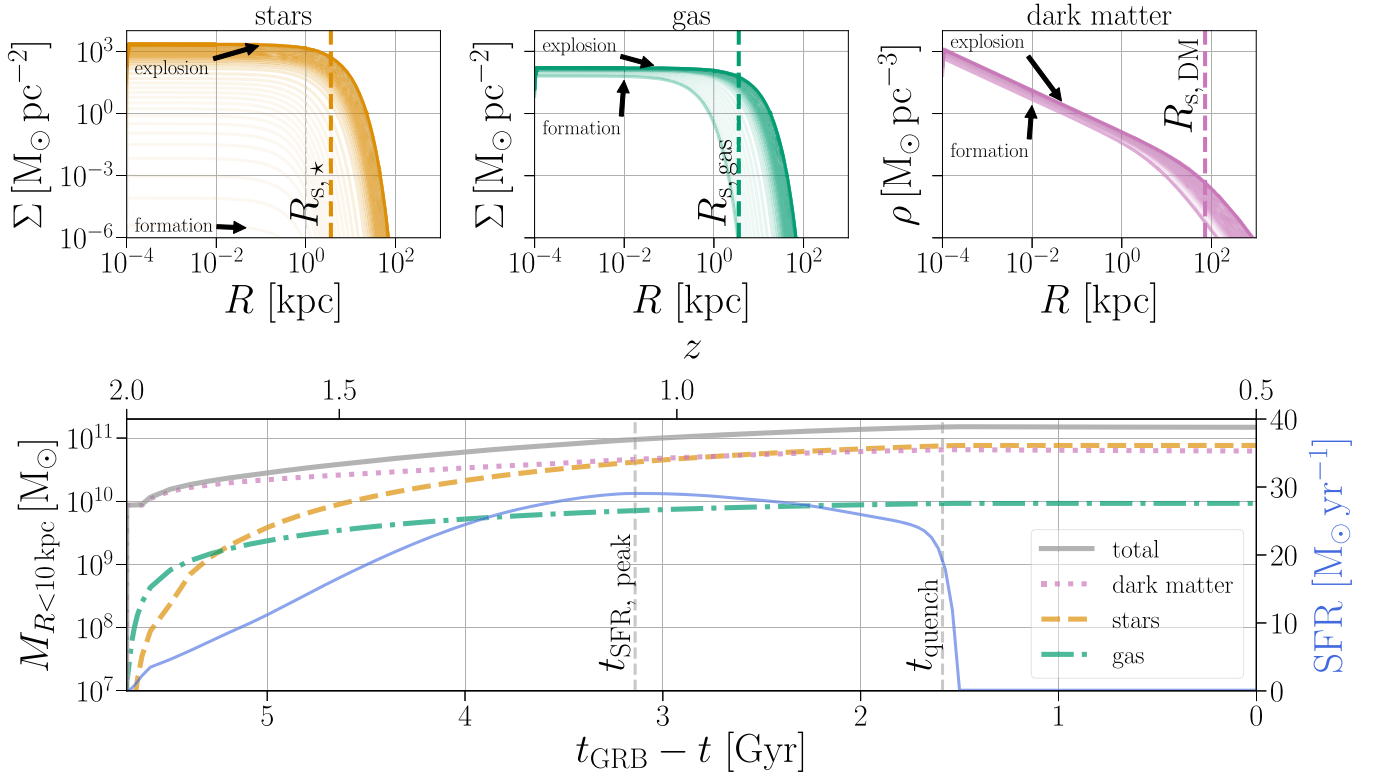 stars
gas
dark matter
Σ [M⊙ pc⁻²]
10³
10⁰
10⁻³
10⁻⁶
explosion
formation
R_s,⋆
10⁻⁴ 10⁻² 10⁰ 10²
R [kpc]
Σ [M⊙ pc⁻²]
explosion
formation
R_s, gas
10⁻⁴ 10⁻² 10⁰ 10²
R [kpc]
ρ [M⊙ pc⁻³]
explosion
formation
R_s, DM
10⁻⁴ 10⁻² 10⁰ 10²
R [kpc]
z
2.0 1.5 1.0 0.5
M_R<10 kpc [M⊙]
10¹¹
10¹⁰
10⁹
10⁸
10⁷
t_SFR, peak
t_quench
total
dark matter
stars
gas
40
30
20
10
0
SFR [M⊙ yr⁻¹]
5 4 3 2 1 0
t_GRB − t [Gyr]